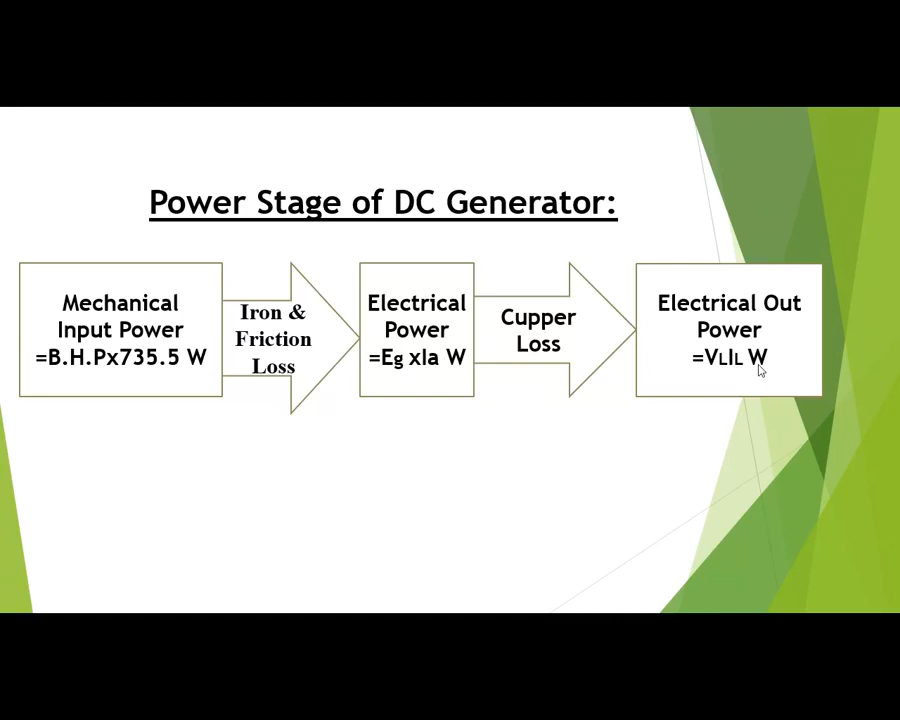 Power Stage of DC Generator:
Mechanical
Input Power
=B.H.Px735.5 W
Iron &
Friction
Loss
Electrical
Power
=Eg xIa W
Cupper
Loss
Electrical Out
Power
=VLIL W